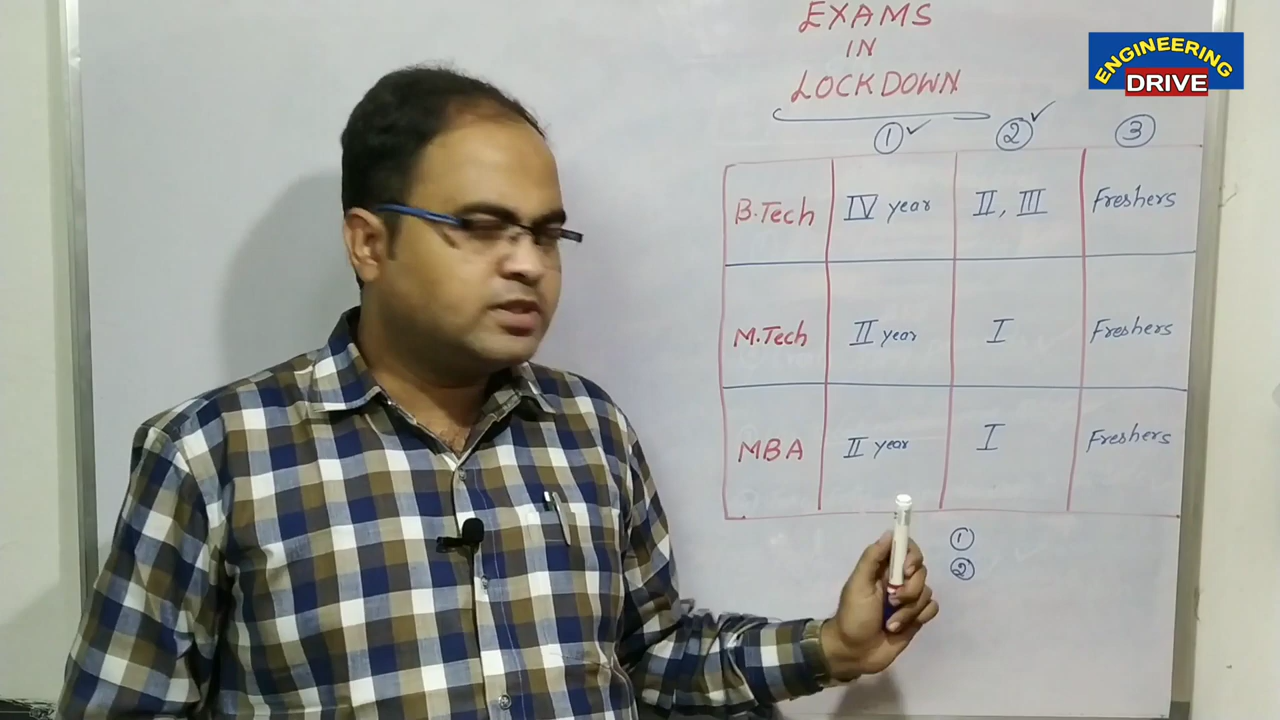 EXAMS
IN
LOCKDOWN
ENGINEERING
DRIVE
① ✓ ② ✓ ③
B.Tech IV year II, III Freshers
M.Tech II year I Freshers
MBA II year I Freshers
①
②